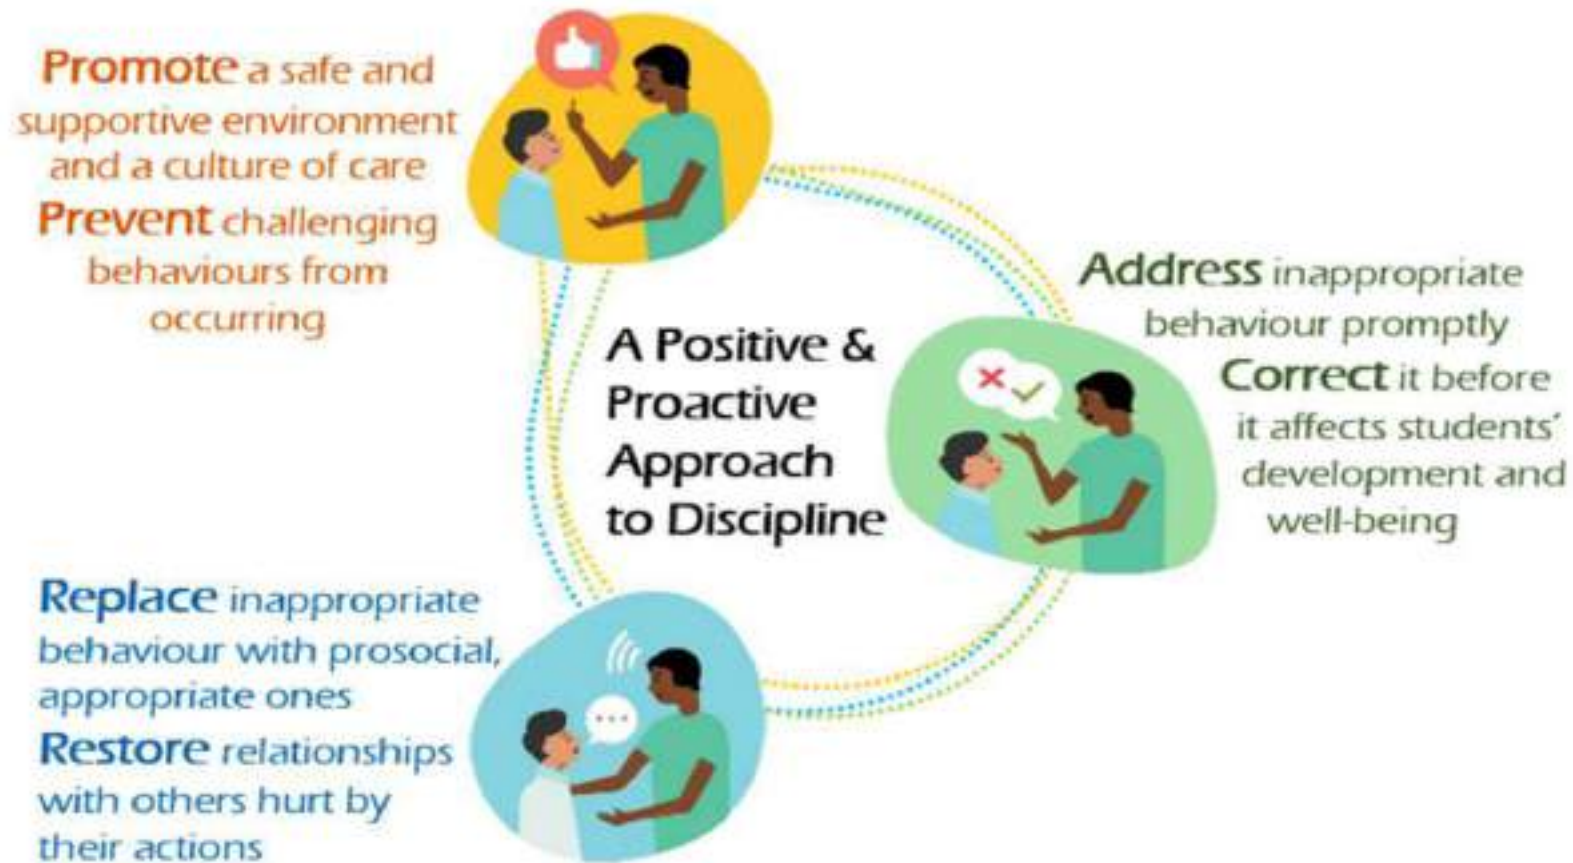 Promote a safe and
supportive environment
and a culture of care
Prevent challenging
behaviours from
occurring
A Positive &
Proactive
Approach
to Discipline
Address inappropriate
behaviour promptly
Correct it before
it affects students'
development and
well-being
Replace inappropriate
behaviour with prosocial,
appropriate ones
Restore relationships
with others hurt by
their actions